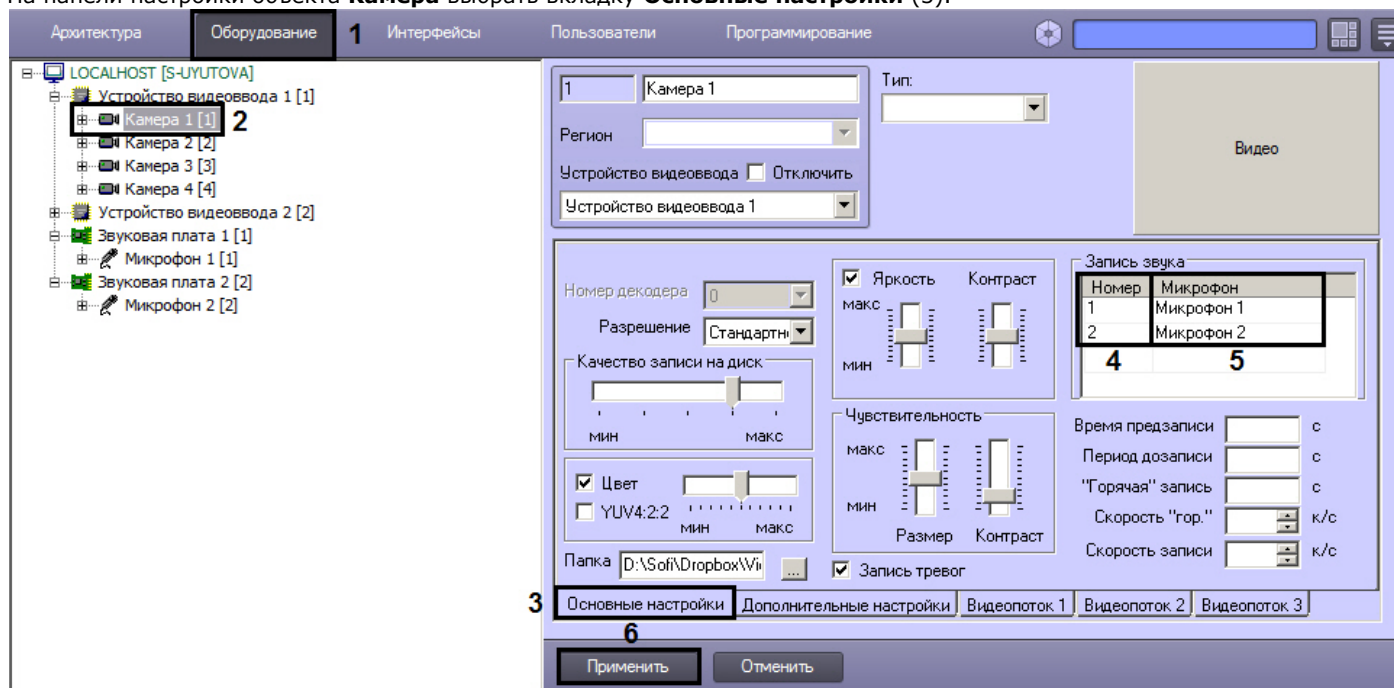 На панели настройки объекта Камера выбрать вкладку Основные настройки (3).
Архитектура Оборудование 1 Интерфейсы Пользователи Программирование
LOCALHOST [S-UYUTOVA]
Устройство видеоввода 1 [1]
Камера 1 [1] 2
Камера 2 [2]
Камера 3 [3]
Камера 4 [4]
Устройство видеоввода 2 [2]
Звуковая плата 1 [1]
Микрофон 1 [1]
Звуковая плата 2 [2]
Микрофон 2 [2]
1 Камера 1
Регион
Устройство видеоввода Отключить
Устройство видеоввода 1
Тип:
Видео
Номер декодера 0
Разрешение Стандартн
Качество записи на диск
мин макс
Цвет
YUV4:2:2
мин макс
Папка D:\Sofi\Dropbox\Vi ...
Яркость Контраст
макс
мин
Чувствительность
макс
мин
Размер Контраст
Запись тревог
Запись звука
Номер Микрофон
1 Микрофон 1
2 Микрофон 2
4 5
Время предзаписи с
Период дозаписи с
"Горячая" запись с
Скорость "гор." к/с
Скорость записи к/с
3 Основные настройки Дополнительные настройки Видеопоток 1 Видеопоток 2 Видеопоток 3
6
Применить Отменить